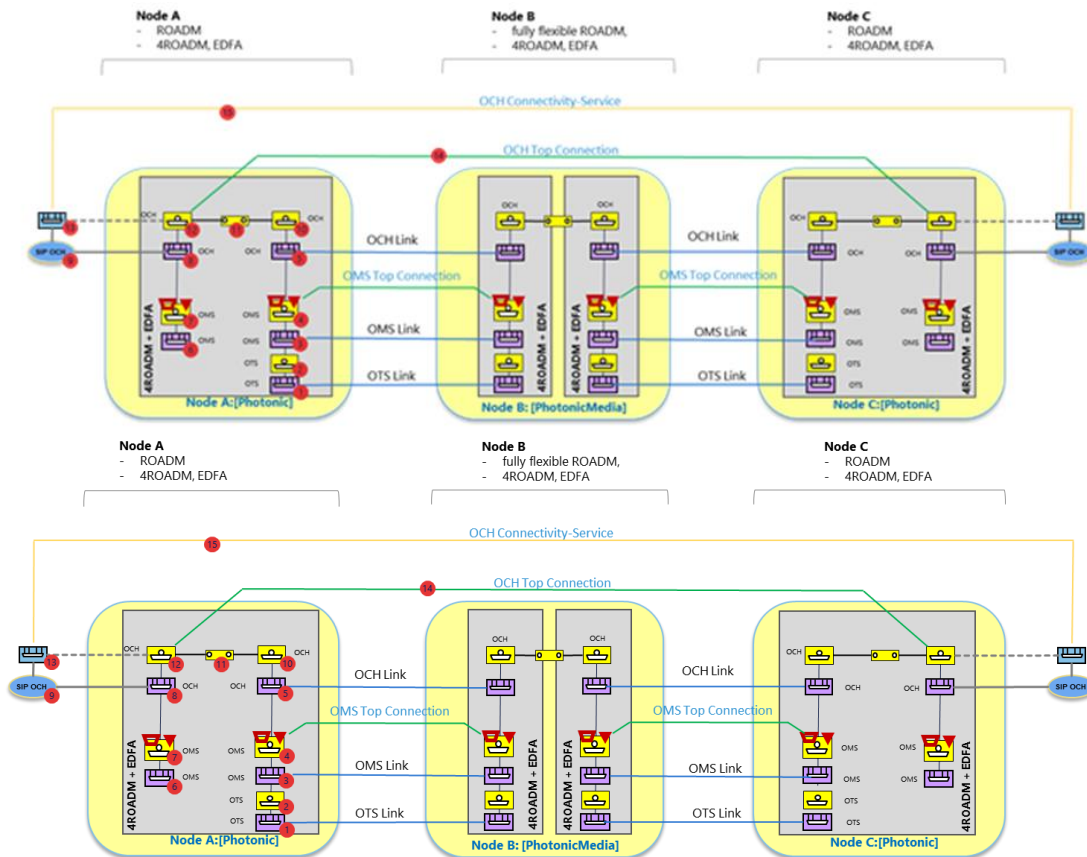 Node A
- ROADM
- 4ROADM, EDFA
Node B
- fully flexible ROADM,
- 4ROADM, EDFA
Node C
- ROADM
- 4ROADM, EDFA
OCH Connectivity-Service
15
OCH Top Connection
14
OCH
12
11
10
OCH
OCH
OCH
OCH
13
SIP OCH
9
8
OCH
OCH
5
OCH Link
OCH Link
OCH
OCH
SIP OCH
OMS Top Connection
OMS Top Connection
7
OMS
OMS
4
OMS
OMS
6
OMS
OMS
3
OMS Link
OMS Link
OMS
OMS
OTS
2
OTS
OTS
1
OTS Link
OTS Link
OTS
4ROADM + EDFA
4ROADM + EDFA
4ROADM + EDFA
4ROADM + EDFA
Node A:[Photonic]
Node B: [PhotonicMedia]
Node C:[Photonic]
Node A
- ROADM
- 4ROADM, EDFA
Node B
- fully flexible ROADM,
- 4ROADM, EDFA
Node C
- ROADM
- 4ROADM, EDFA
OCH Connectivity-Service
15
OCH Top Connection
14
OCH
12
11
10
OCH
OCH
OCH
OCH
13
SIP OCH
9
8
OCH
OCH
5
OCH Link
OCH Link
OCH
OCH
SIP OCH
OMS Top Connection
OMS Top Connection
7
OMS
OMS
4
OMS
OMS
6
OMS
OMS
3
OMS Link
OMS Link
OMS
OMS
OTS
2
OTS
OTS
1
OTS Link
OTS Link
OTS
4ROADM + EDFA
4ROADM + EDFA
4ROADM + EDFA
4ROADM + EDFA
Node A:[Photonic]
Node B: [PhotonicMedia]
Node C:[Photonic]